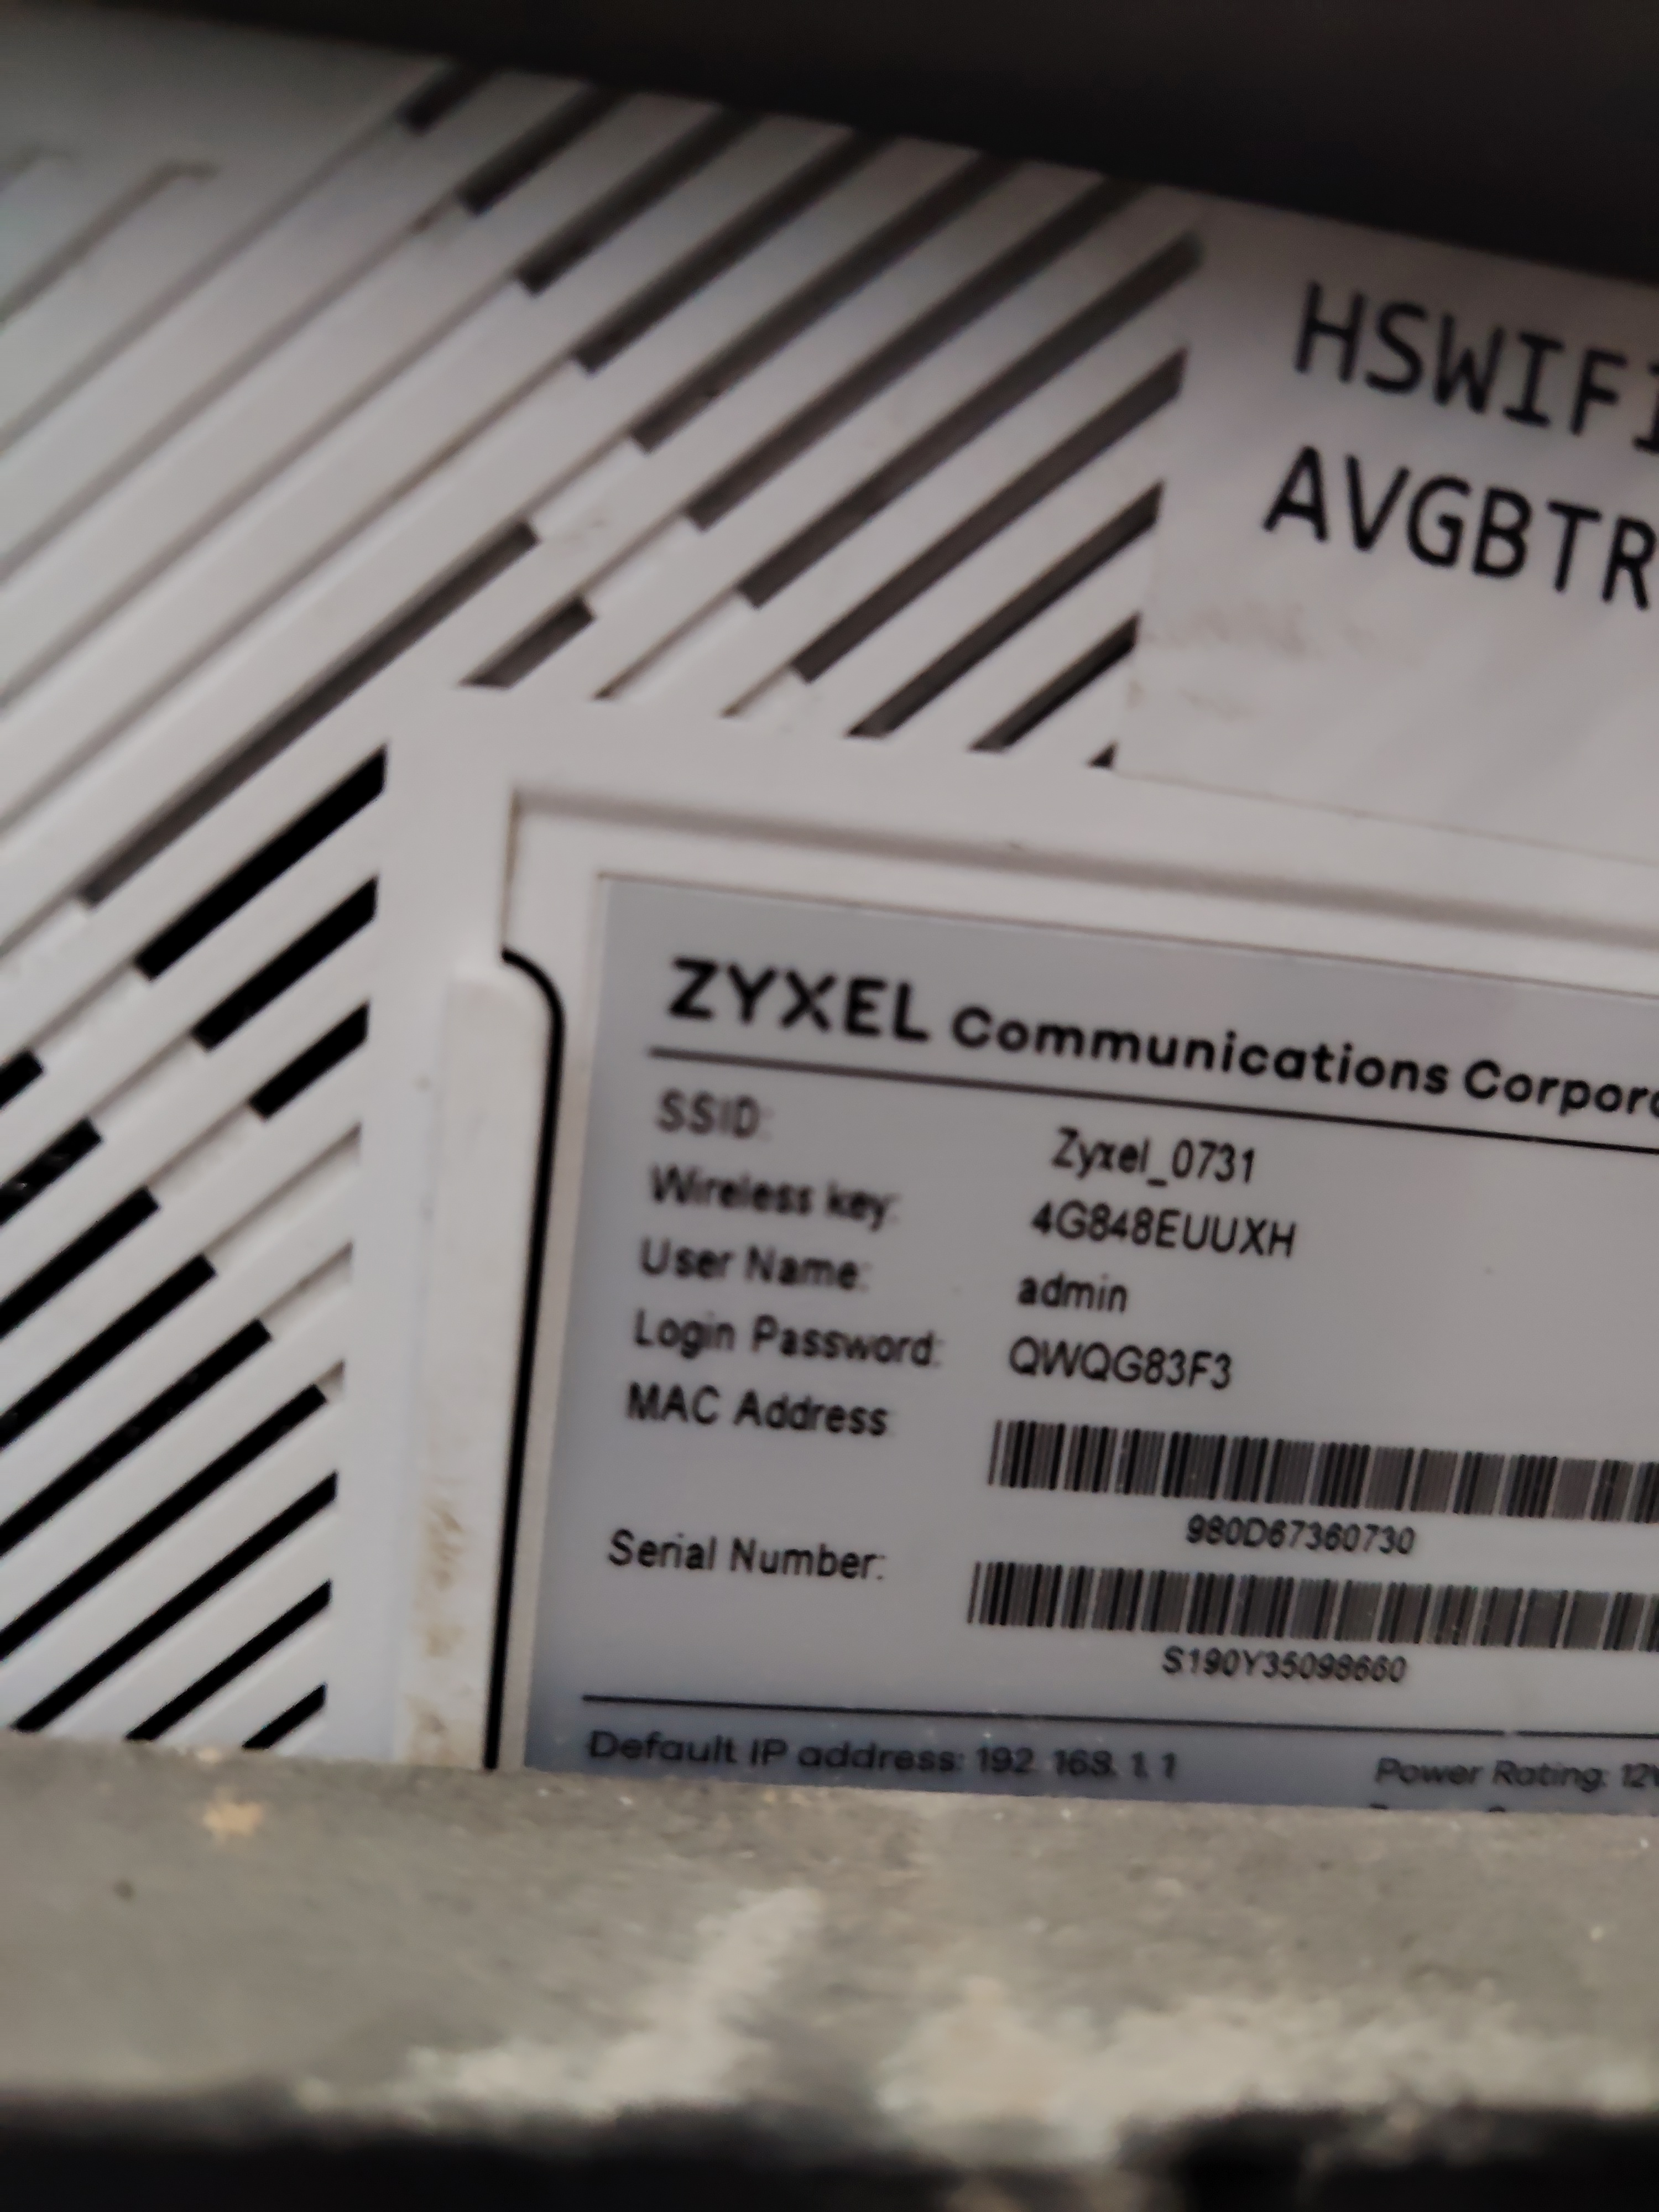 HSWIFI
AVGBTR
ZYXEL Communications
SSID: Zyxel_0731
Wireless key: 4G848EUUXH
User Name: admin
Login Password: QWQG83F3
MAC Address
980D67360730
Serial Number:
S190Y35098660
Default IP address: 192.168.1.1
Power Rating: 12V